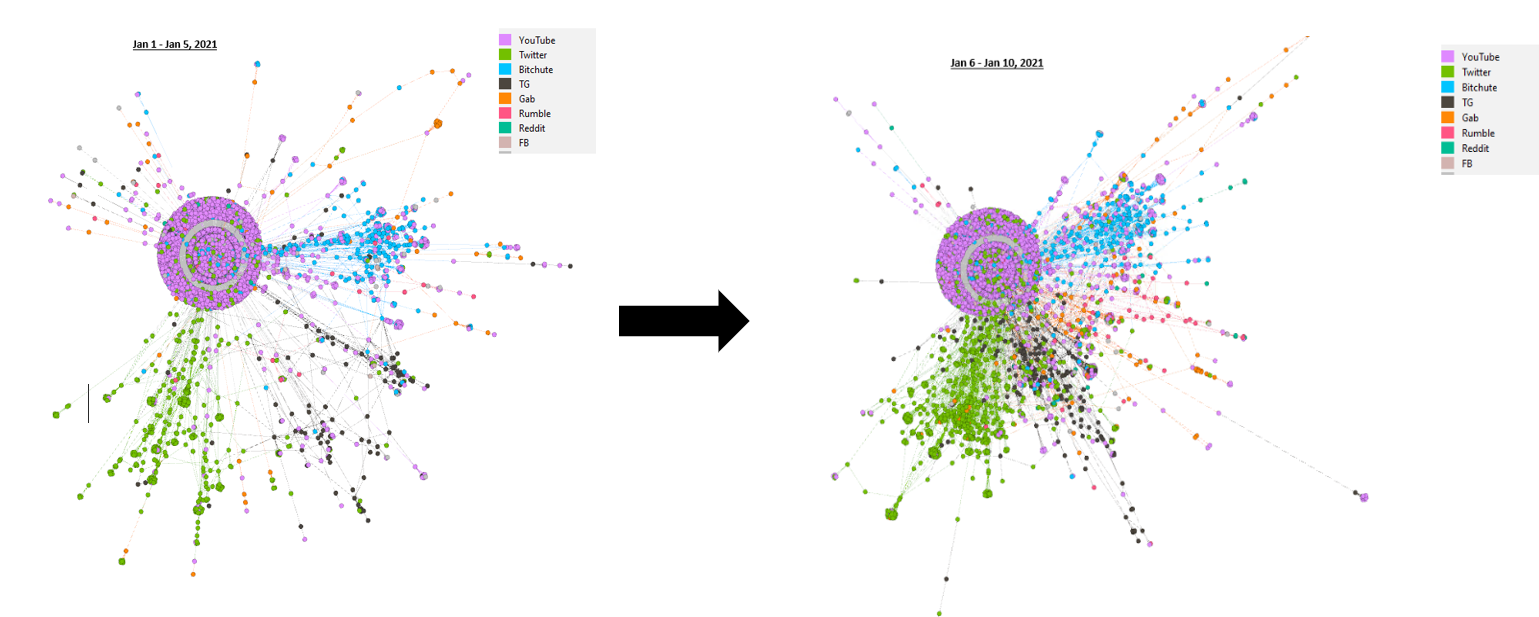 Jan 1 - Jan 5, 2021
YouTube
Twitter
Bitchute
TG
Gab
Rumble
Reddit
FB
Jan 6 - Jan 10, 2021
YouTube
Twitter
Bitchute
TG
Gab
Rumble
Reddit
FB